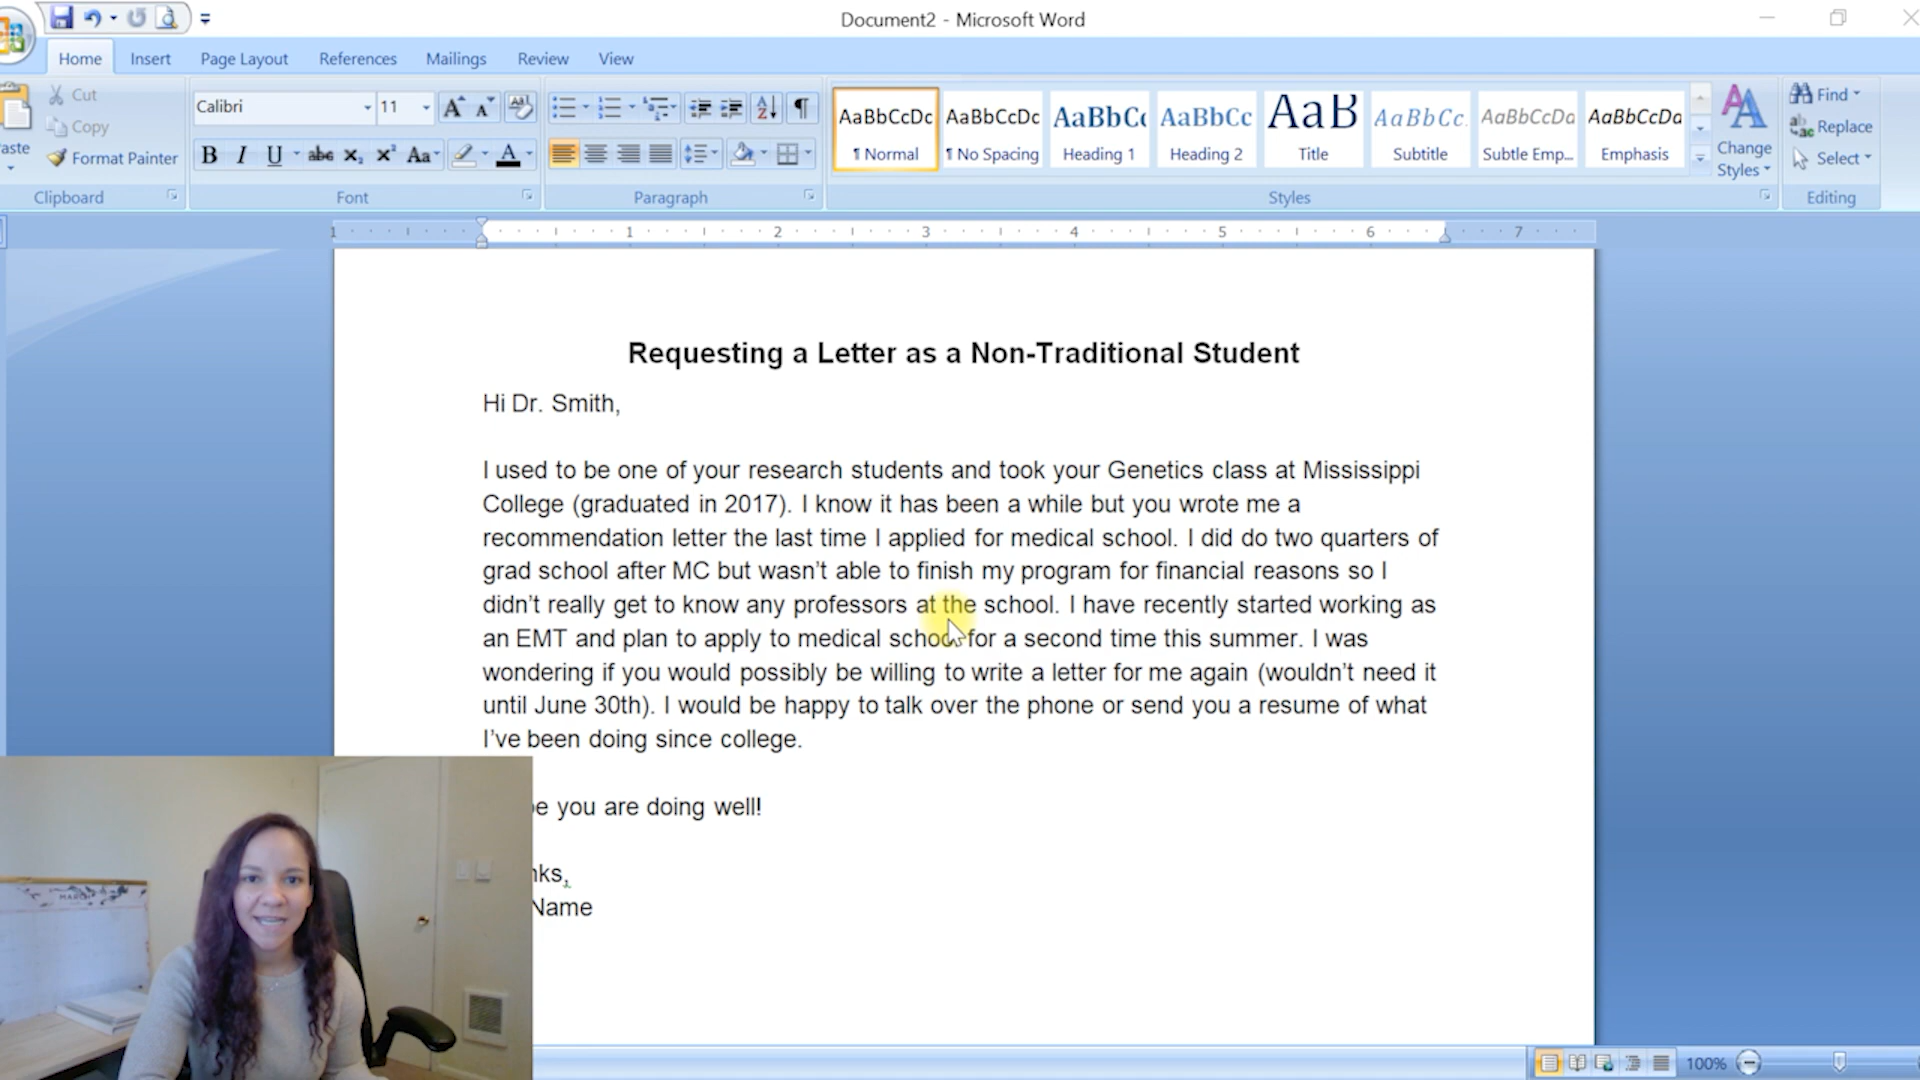 Document2 - Microsoft Word
Home Insert Page Layout References Mailings Review View
Cut
Copy
Format Painter
Clipboard
Calibri 11
Font
Paragraph
AaBbCcDc AaBbCcDc AaBbCc AaBbCc AaB AaBbCc. AaBbCcDa AaBbCcDa
¶ Normal ¶ No Spacing Heading 1 Heading 2 Title Subtitle Subtle Emp... Emphasis
Styles
Change
Styles
Find
Replace
Select
Editing
1 1 2 3 4 5 6 7
Requesting a Letter as a Non-Traditional Student
Hi Dr. Smith,
I used to be one of your research students and took your Genetics class at Mississippi
College (graduated in 2017). I know it has been a while but you wrote me a
recommendation letter the last time I applied for medical school. I did do two quarters of
grad school after MC but wasn't able to finish my program for financial reasons so I
didn't really get to know any professors at the school. I have recently started working as
an EMT and plan to apply to medical school for a second time this summer. I was
wondering if you would possibly be willing to write a letter for me again (wouldn't need it
until June 30th). I would be happy to talk over the phone or send you a resume of what
I've been doing since college.
you are doing well!
Name
MARCH
100%